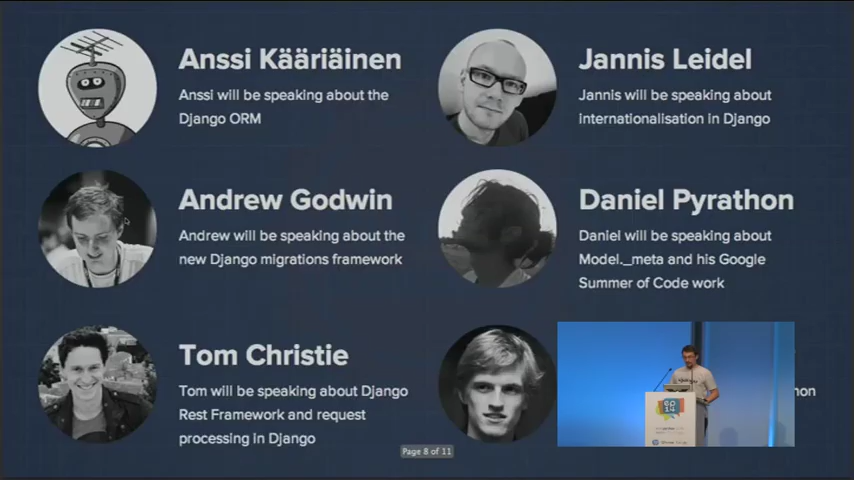 Anssi Kääriäinen
Anssi will be speaking about the
Django ORM
Jannis Leidel
Jannis will be speaking about
internationalisation in Django
Andrew Godwin
Andrew will be speaking about the
new Django migrations framework
Daniel Pyrathon
Daniel will be speaking about
Model._meta and his Google
Summer of Code work
Tom Christie
Tom will be speaking about Django
Rest Framework and request
processing in Django
Page 8 of 11
ep
14